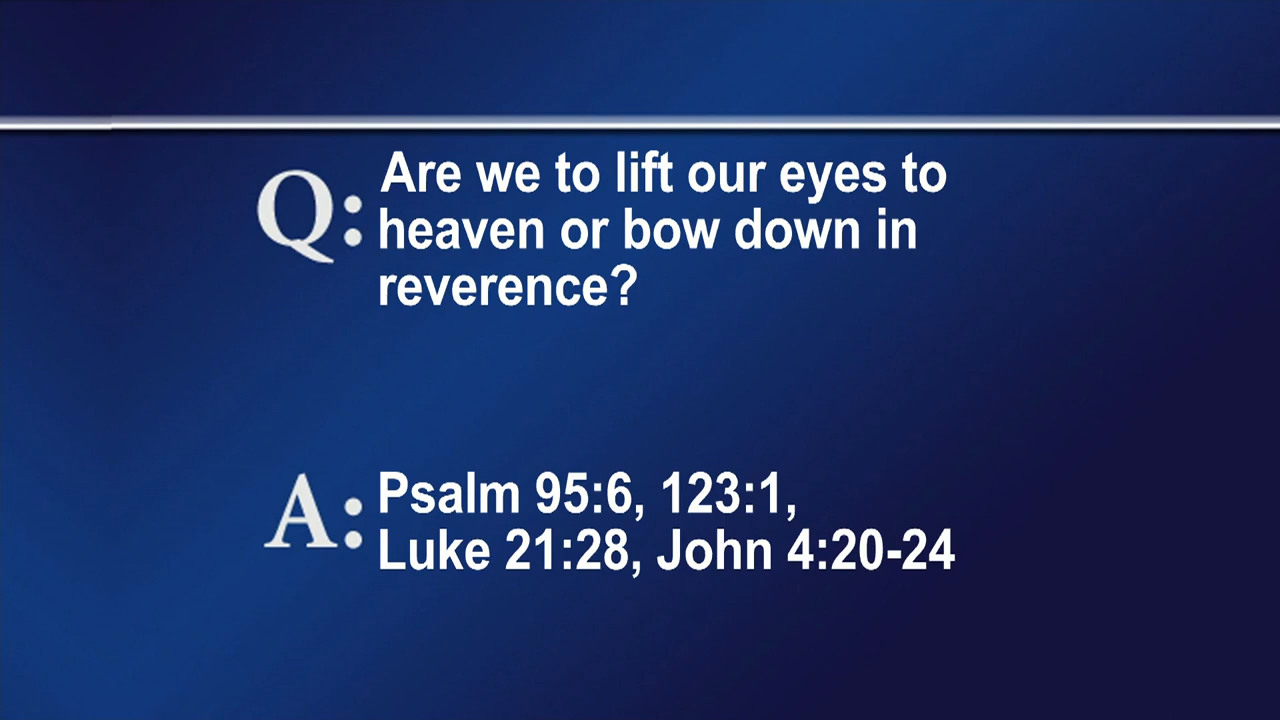 Q: Are we to lift our eyes to
heaven or bow down in
reverence?
A: Psalm 95:6, 123:1,
Luke 21:28, John 4:20-24